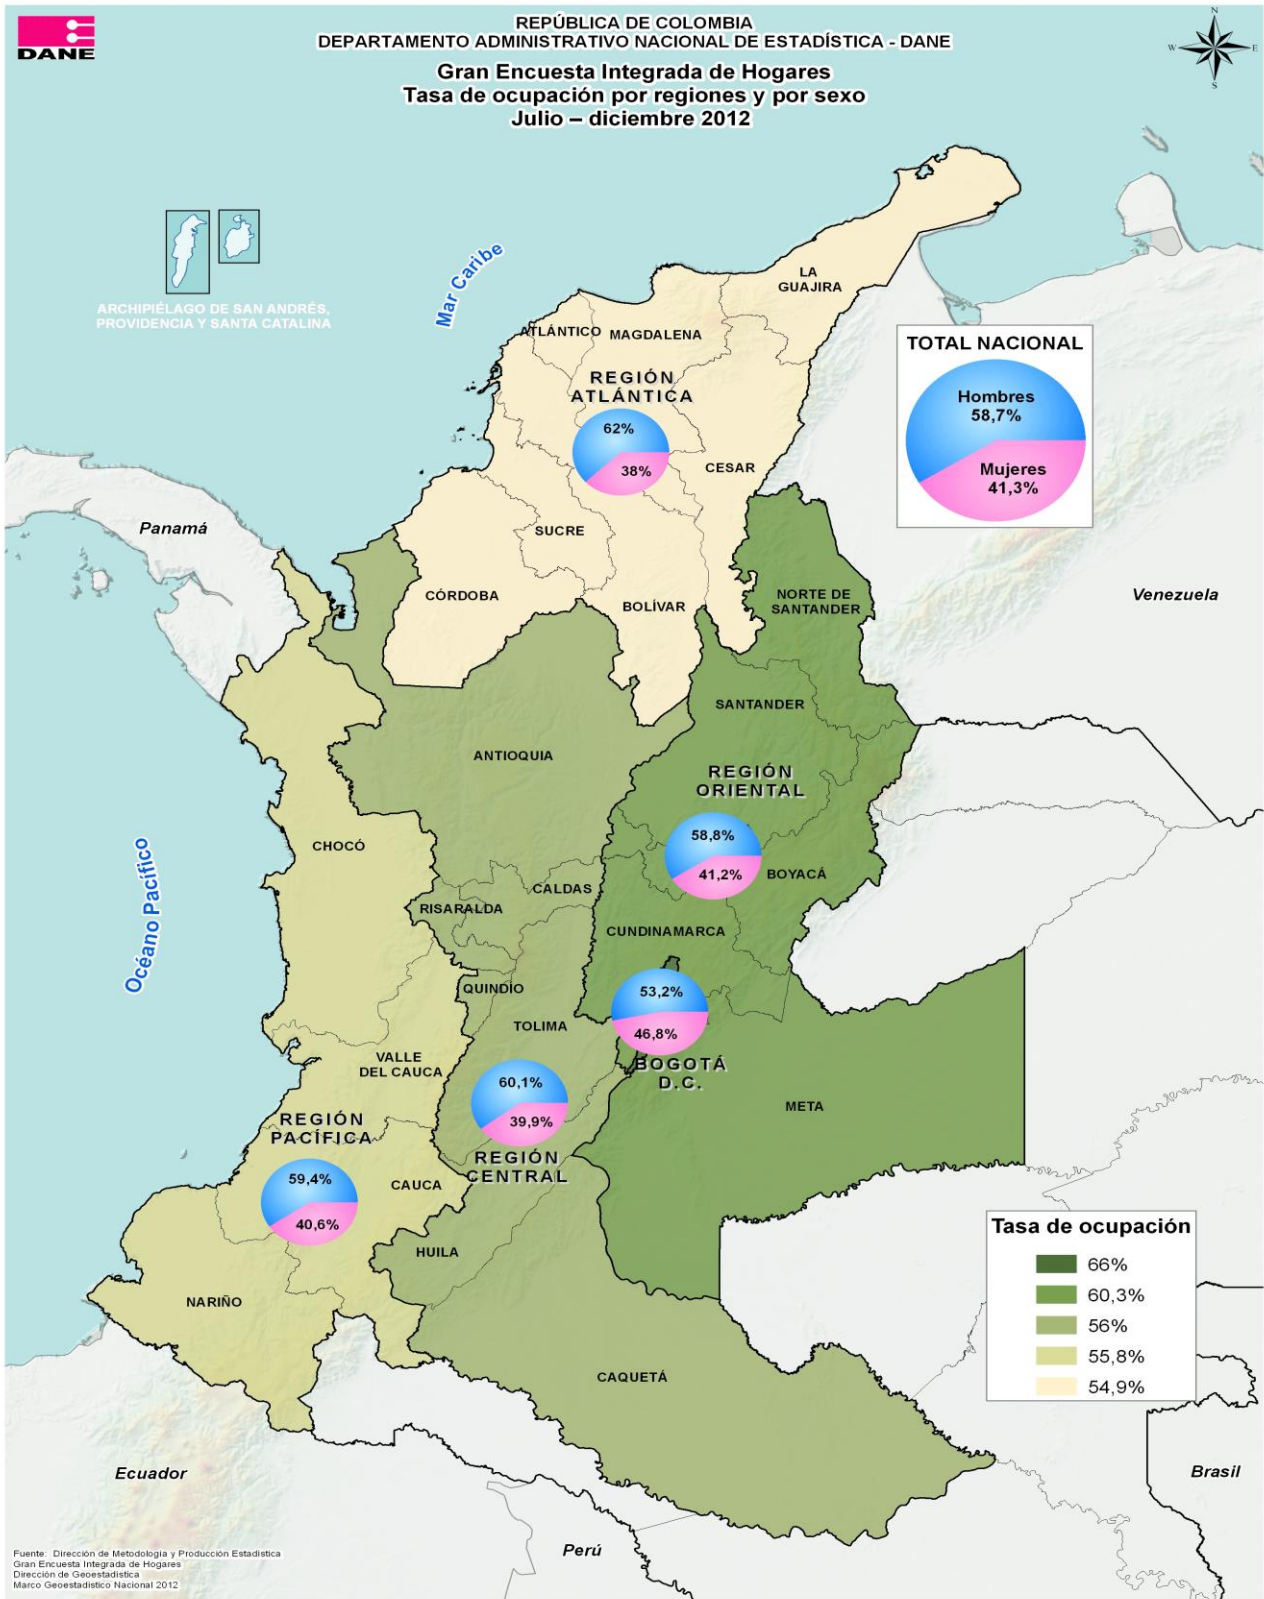 DANE
REPÚBLICA DE COLOMBIA
DEPARTAMENTO ADMINISTRATIVO NACIONAL DE ESTADÍSTICA - DANE
Gran Encuesta Integrada de Hogares
Tasa de ocupación por regiones y por sexo
Julio – diciembre 2012
N
W
E
S
ARCHIPIÉLAGO DE SAN ANDRÉS,
PROVIDENCIA Y SANTA CATALINA
Mar Caribe
LA
GUAJIRA
ATLÁNTICO
MAGDALENA
REGIÓN
ATLÁNTICA
62%
38%
CESAR
SUCRE
CÓRDOBA
BOLÍVAR
TOTAL NACIONAL
Hombres
58,7%
Mujeres
41,3%
Panamá
Venezuela
NORTE DE
SANTANDER
SANTANDER
ANTIOQUIA
REGIÓN
ORIENTAL
58,8%
41,2%
BOYACÁ
CHOCÓ
CALDAS
RISARALDA
CUNDINAMARCA
Océano Pacífico
QUINDÍO
TOLIMA
53,2%
46,8%
BOGOTÁ
D.C.
VALLE
DEL CAUCA
60,1%
39,9%
REGIÓN
CENTRAL
META
REGIÓN
PACÍFICA
59,4%
40,6%
CAUCA
HUILA
NARIÑO
CAQUETÁ
Tasa de ocupación
66%
60,3%
56%
55,8%
54,9%
Ecuador
Perú
Brasil
Fuente: Dirección de Metodología y Producción Estadistica
Gran Encuesta Integrada de Hogares
Dirección de Geoestadistica
Marco Geoestadistico Nacional 2012